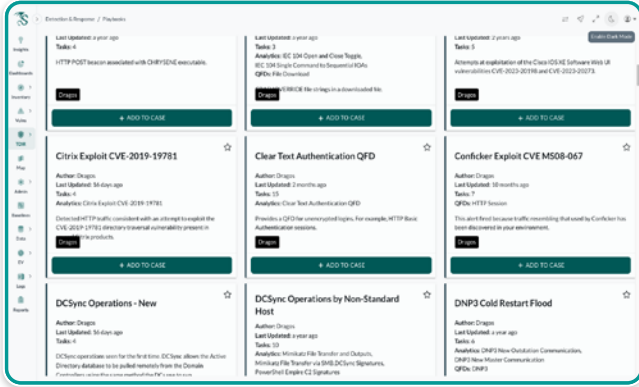 Detection & Response / Playbooks
Enable Dark Mode
Insights
Dashboards
Inventory
Vulns
TDR
Map
Admin
Data
Logs
Reports
Last Updated: a year ago
Tasks: 4
HTTP POST beacon associated with CHRYSENE executable.
Dragos
+ ADD TO CASE
Last Updated: a year ago
Tasks: 3
Analytics: IEC 104 Open and Close Toggle,
IEC 104 Single Command to Sequential IOAs
QFDs: File Download
file strings in a downloaded file.
Dragos
+ ADD TO CASE
Last Updated: 2 years ago
Tasks: 5
Attempts at exploitation of the Cisco IOS XE Software Web UI
vulnerabilities CVE-2023-20198 and CVE-2023-20273.
Dragos
+ ADD TO CASE
Citrix Exploit CVE-2019-19781
Author: Dragos
Last Updated: 16 days ago
Tasks: 4
Analytics: Citrix Exploit CVE-2019-19781
Detected HTTP traffic consistent with an attempt to exploit the
CVE-2019-19781 directory traversal vulnerability present in
products.
Dragos
+ ADD TO CASE
Clear Text Authentication QFD
Author: Dragos
Last Updated: 2 months ago
Tasks: 15
Analytics: Clear Text Authentication QFD
Provides a QFD for unencrypted logins. For example, HTTP Basic
Authentication sessions.
Dragos
+ ADD TO CASE
Conficker Exploit CVE MS08-067
Author: Dragos
Last Updated: 10 months ago
Tasks: 7
QFDs: HTTP Session
This alert fired because traffic resembling that used by Conficker has
been discovered in your environment.
Dragos
+ ADD TO CASE
DCSync Operations - New
Author: Dragos
Last Updated: 16 days ago
Tasks: 4
DCSync operations seen for the first time. DCSync allows the Active
Directory database to be pulled remotely from the Domain
DCSync Operations by Non-Standard
Host
Author: Dragos
Last Updated: a year ago
Tasks: 10
Analytics: Mimikatz File Transfer and Outputs,
Mimikatz File Transfer via SMB, DCSync Signatures,
PowerShell Empire C2 Signatures
DNP3 Cold Restart Flood
Author: Dragos
Last Updated: a year ago
Tasks: 6
Analytics: DNP3 New Outstation Communication,
DNP3 New Master Communication
QFDs: DNP3